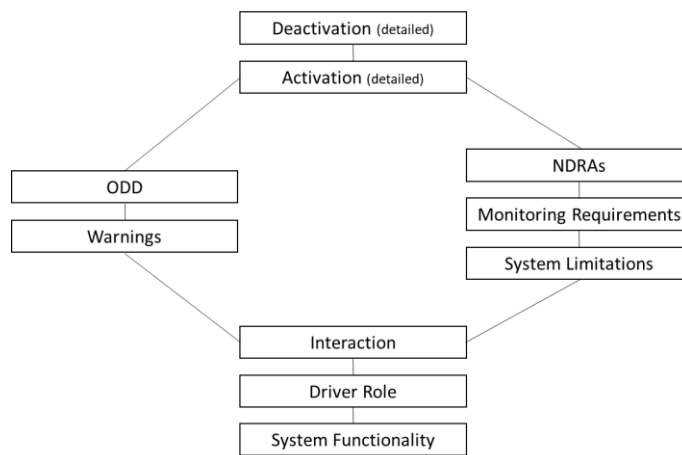 Deactivation (detailed)
Activation (detailed)
ODD
Warnings
NDRAs
Monitoring Requirements
System Limitations
Interaction
Driver Role
System Functionality